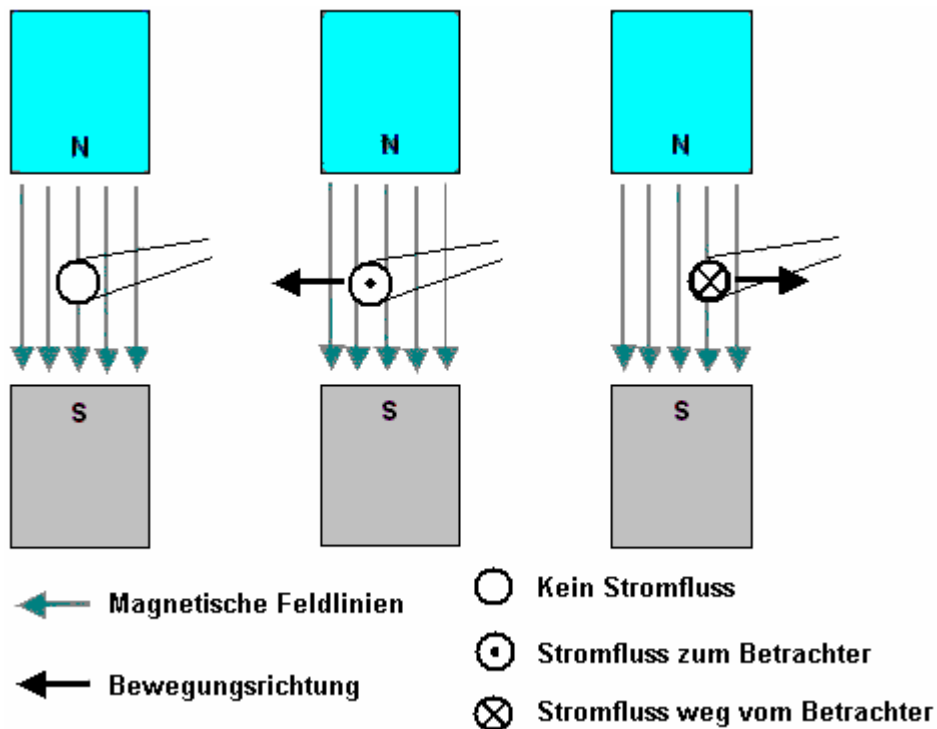 N N N
S S S
Magnetische Feldlinien
Bewegungsrichtung
Kein Stromfluss
Stromfluss zum Betrachter
Stromfluss weg vom Betrachter